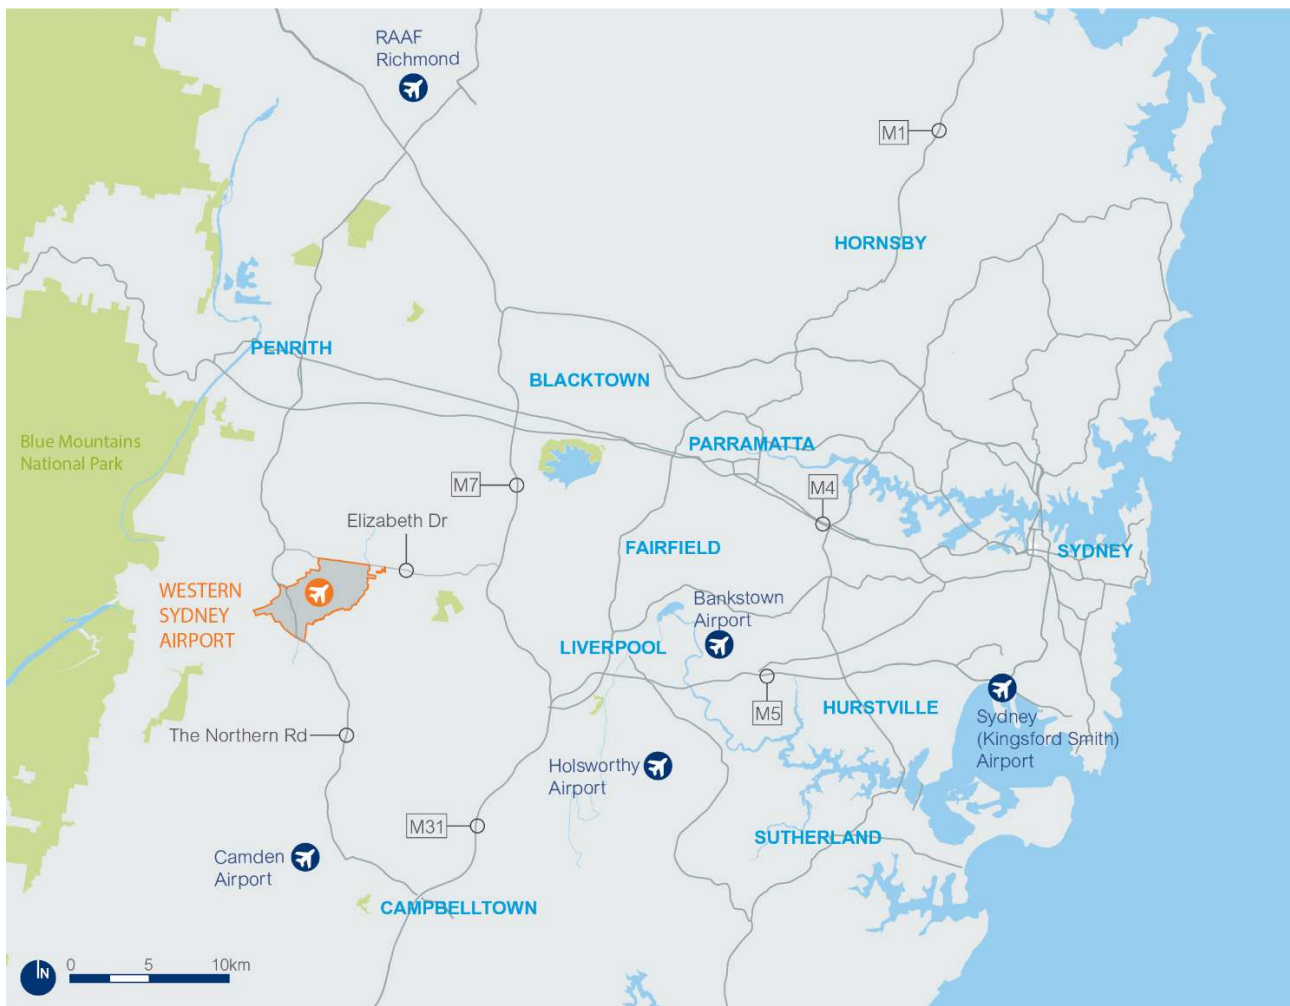 RAAF
Richmond
M1
HORNSBY
PENRITH
BLACKTOWN
Blue Mountains
National Park
PARRAMATTA
M7
M4
Elizabeth Dr
FAIRFIELD
SYDNEY
WESTERN
SYDNEY
AIRPORT
Bankstown
Airport
LIVERPOOL
M5
HURSTVILLE
Sydney
(Kingsford Smith)
Airport
The Northern Rd
Holsworthy
Airport
M31
SUTHERLAND
Camden
Airport
CAMPBELLTOWN
N
0 5 10km